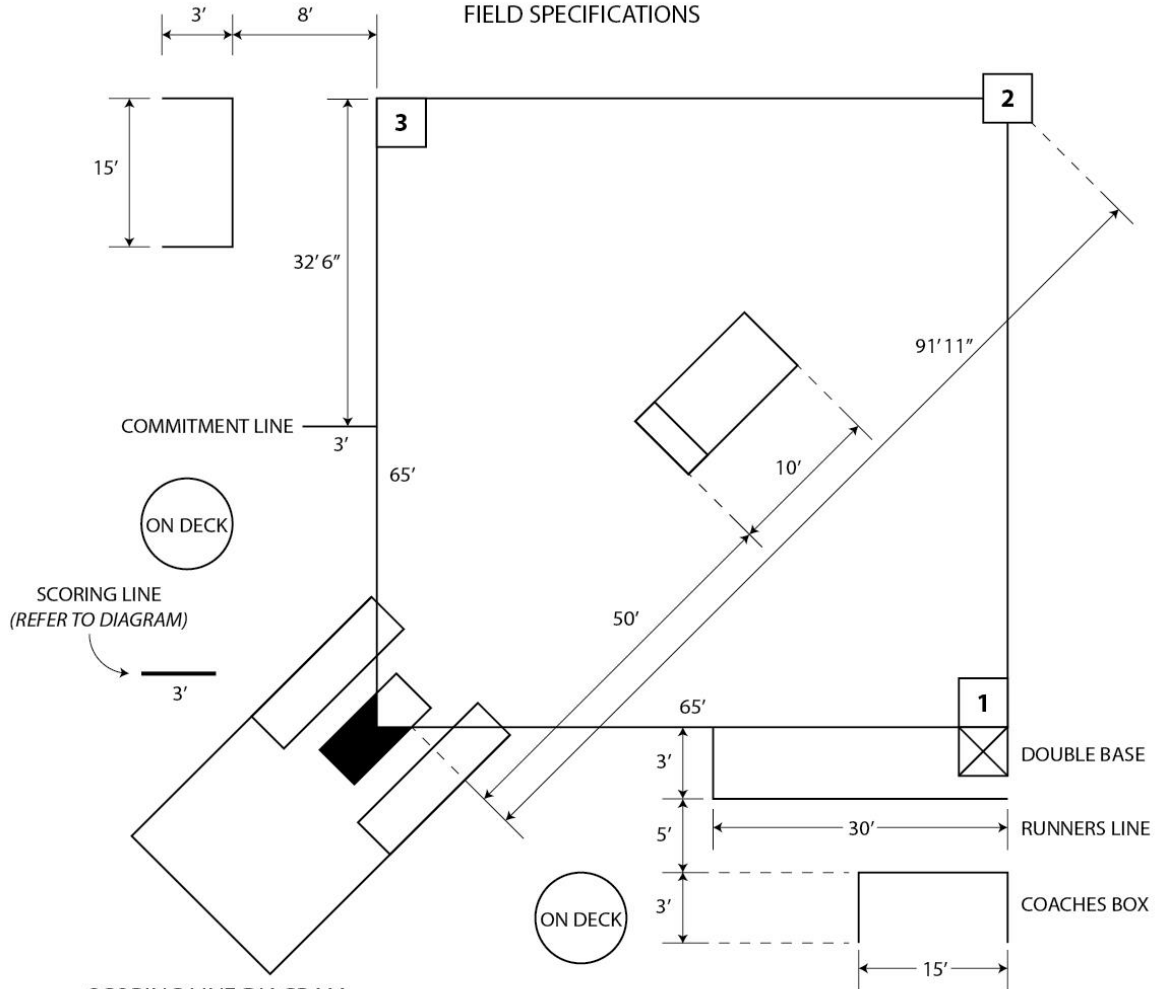 FIELD SPECIFICATIONS
3’
8’
3
2
15’
32’ 6”
91’ 11”
COMMITMENT LINE
3’
65’
10’
ON DECK
SCORING LINE
(REFER TO DIAGRAM)
3’
50’
65’
1
3’
DOUBLE BASE
5’
30’
RUNNERS LINE
3’
ON DECK
COACHES BOX
15’